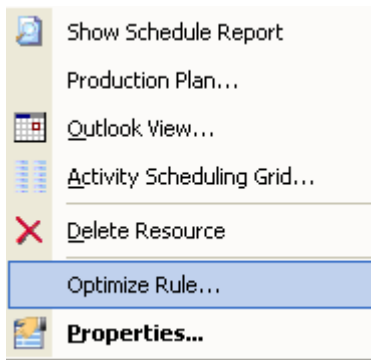 Show Schedule Report
Production Plan...
Outlook View...
Activity Scheduling Grid...
Delete Resource
Optimize Rule...
Properties...